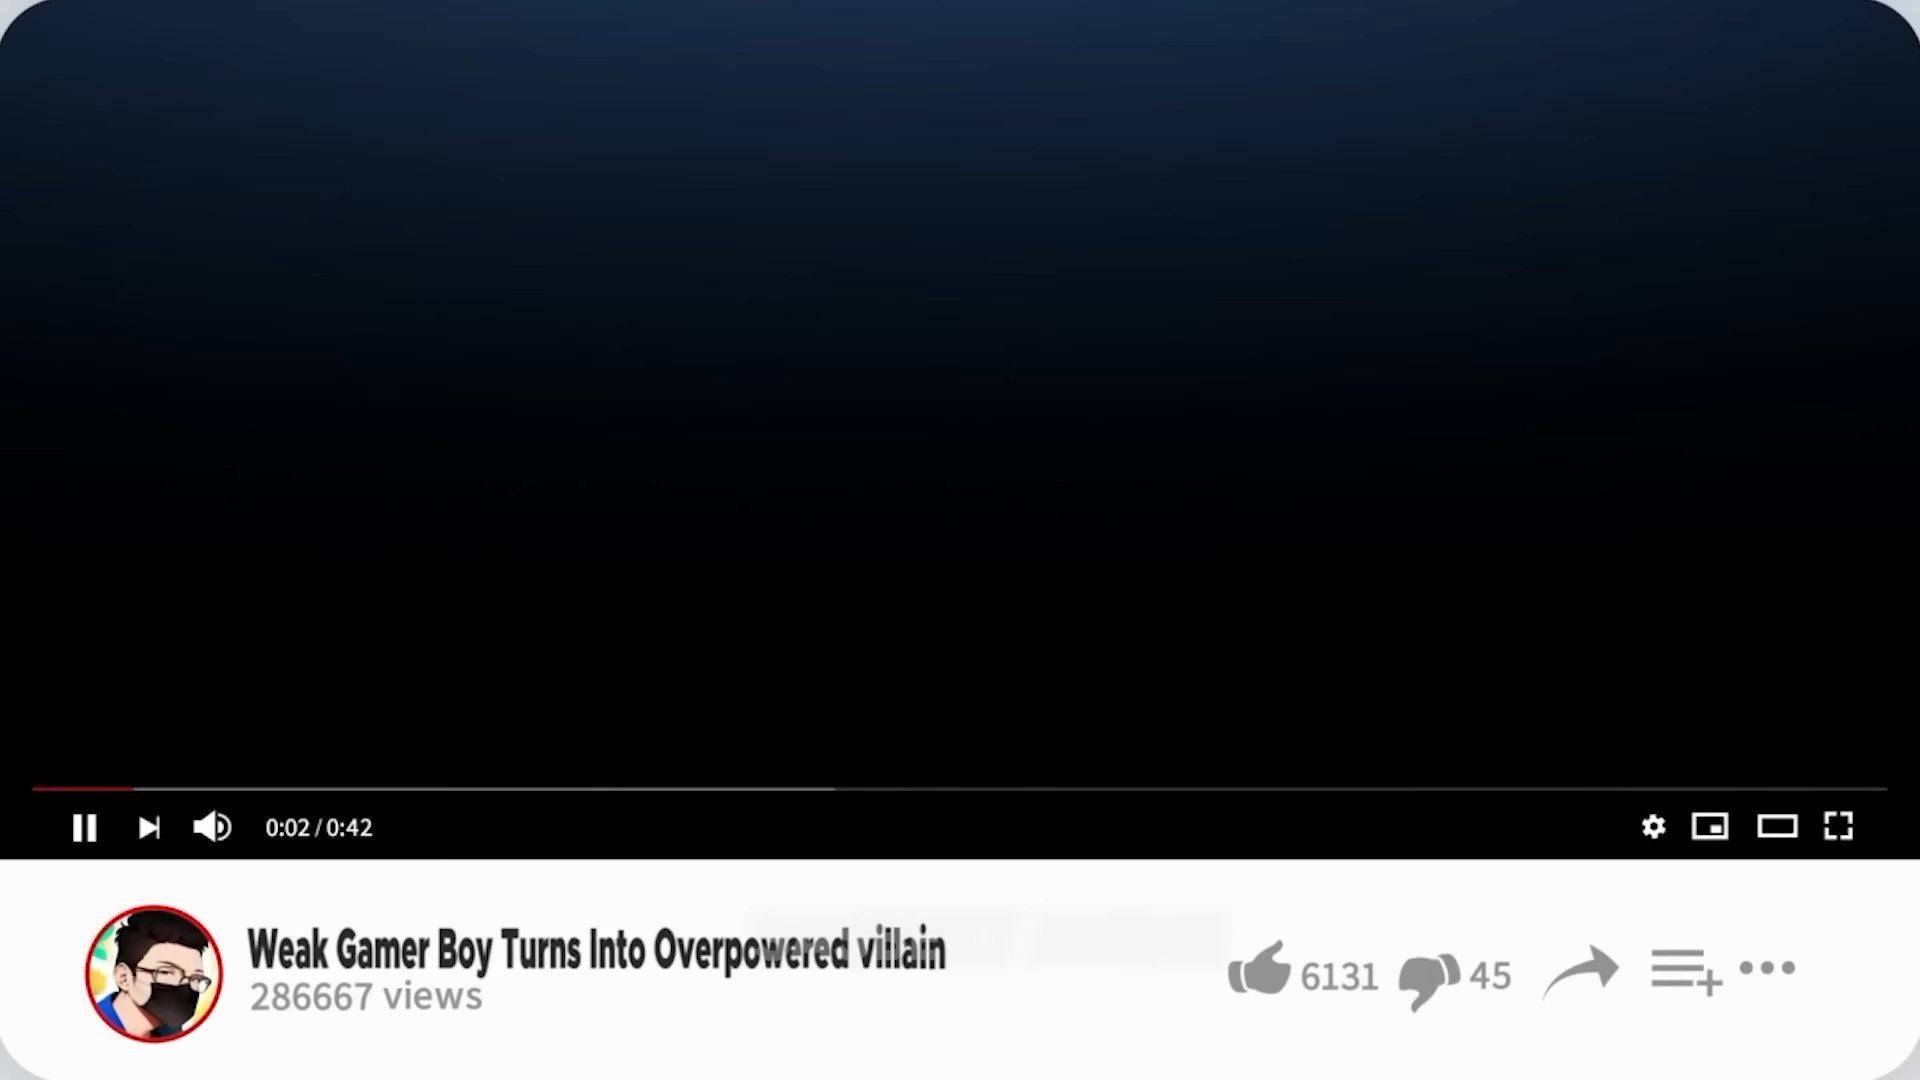 0:02 / 0:42
Weak Gamer Boy Turns Into Overpowered villain
286667 views
6131
45